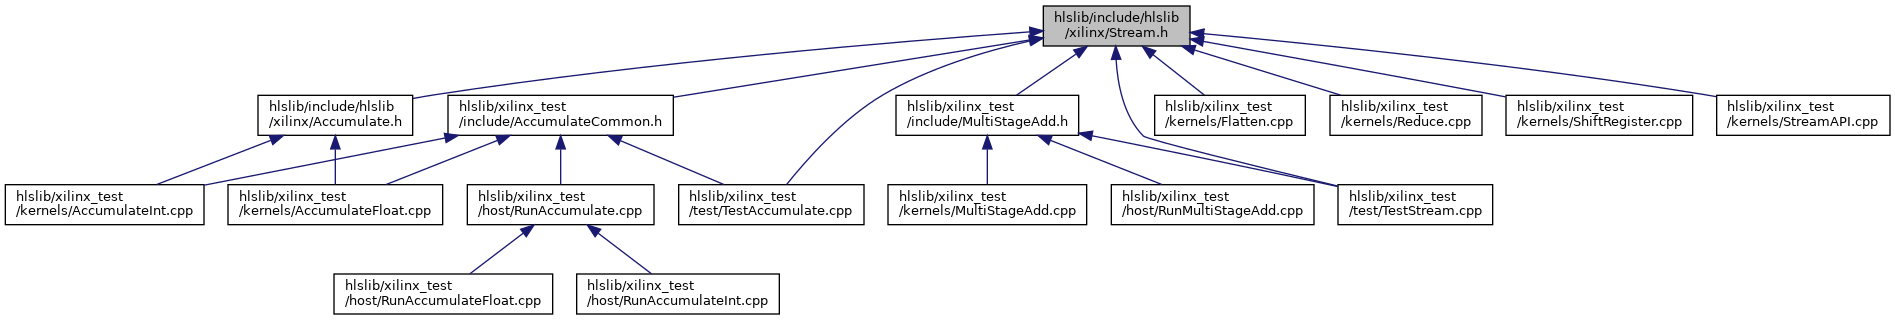 hlslib/include/hlslib
/xilinx/Stream.h
hlslib/include/hlslib
/xilinx/Accumulate.h
hlslib/xilinx_test
/include/AccumulateCommon.h
hlslib/xilinx_test
/include/MultiStageAdd.h
hlslib/xilinx_test
/kernels/Flatten.cpp
hlslib/xilinx_test
/kernels/Reduce.cpp
hlslib/xilinx_test
/kernels/ShiftRegister.cpp
hlslib/xilinx_test
/kernels/StreamAPI.cpp
hlslib/xilinx_test
/kernels/AccumulateInt.cpp
hlslib/xilinx_test
/kernels/AccumulateFloat.cpp
hlslib/xilinx_test
/host/RunAccumulate.cpp
hlslib/xilinx_test
/test/TestAccumulate.cpp
hlslib/xilinx_test
/kernels/MultiStageAdd.cpp
hlslib/xilinx_test
/host/RunMultiStageAdd.cpp
hlslib/xilinx_test
/test/TestStream.cpp
hlslib/xilinx_test
/host/RunAccumulateFloat.cpp
hlslib/xilinx_test
/host/RunAccumulateInt.cpp